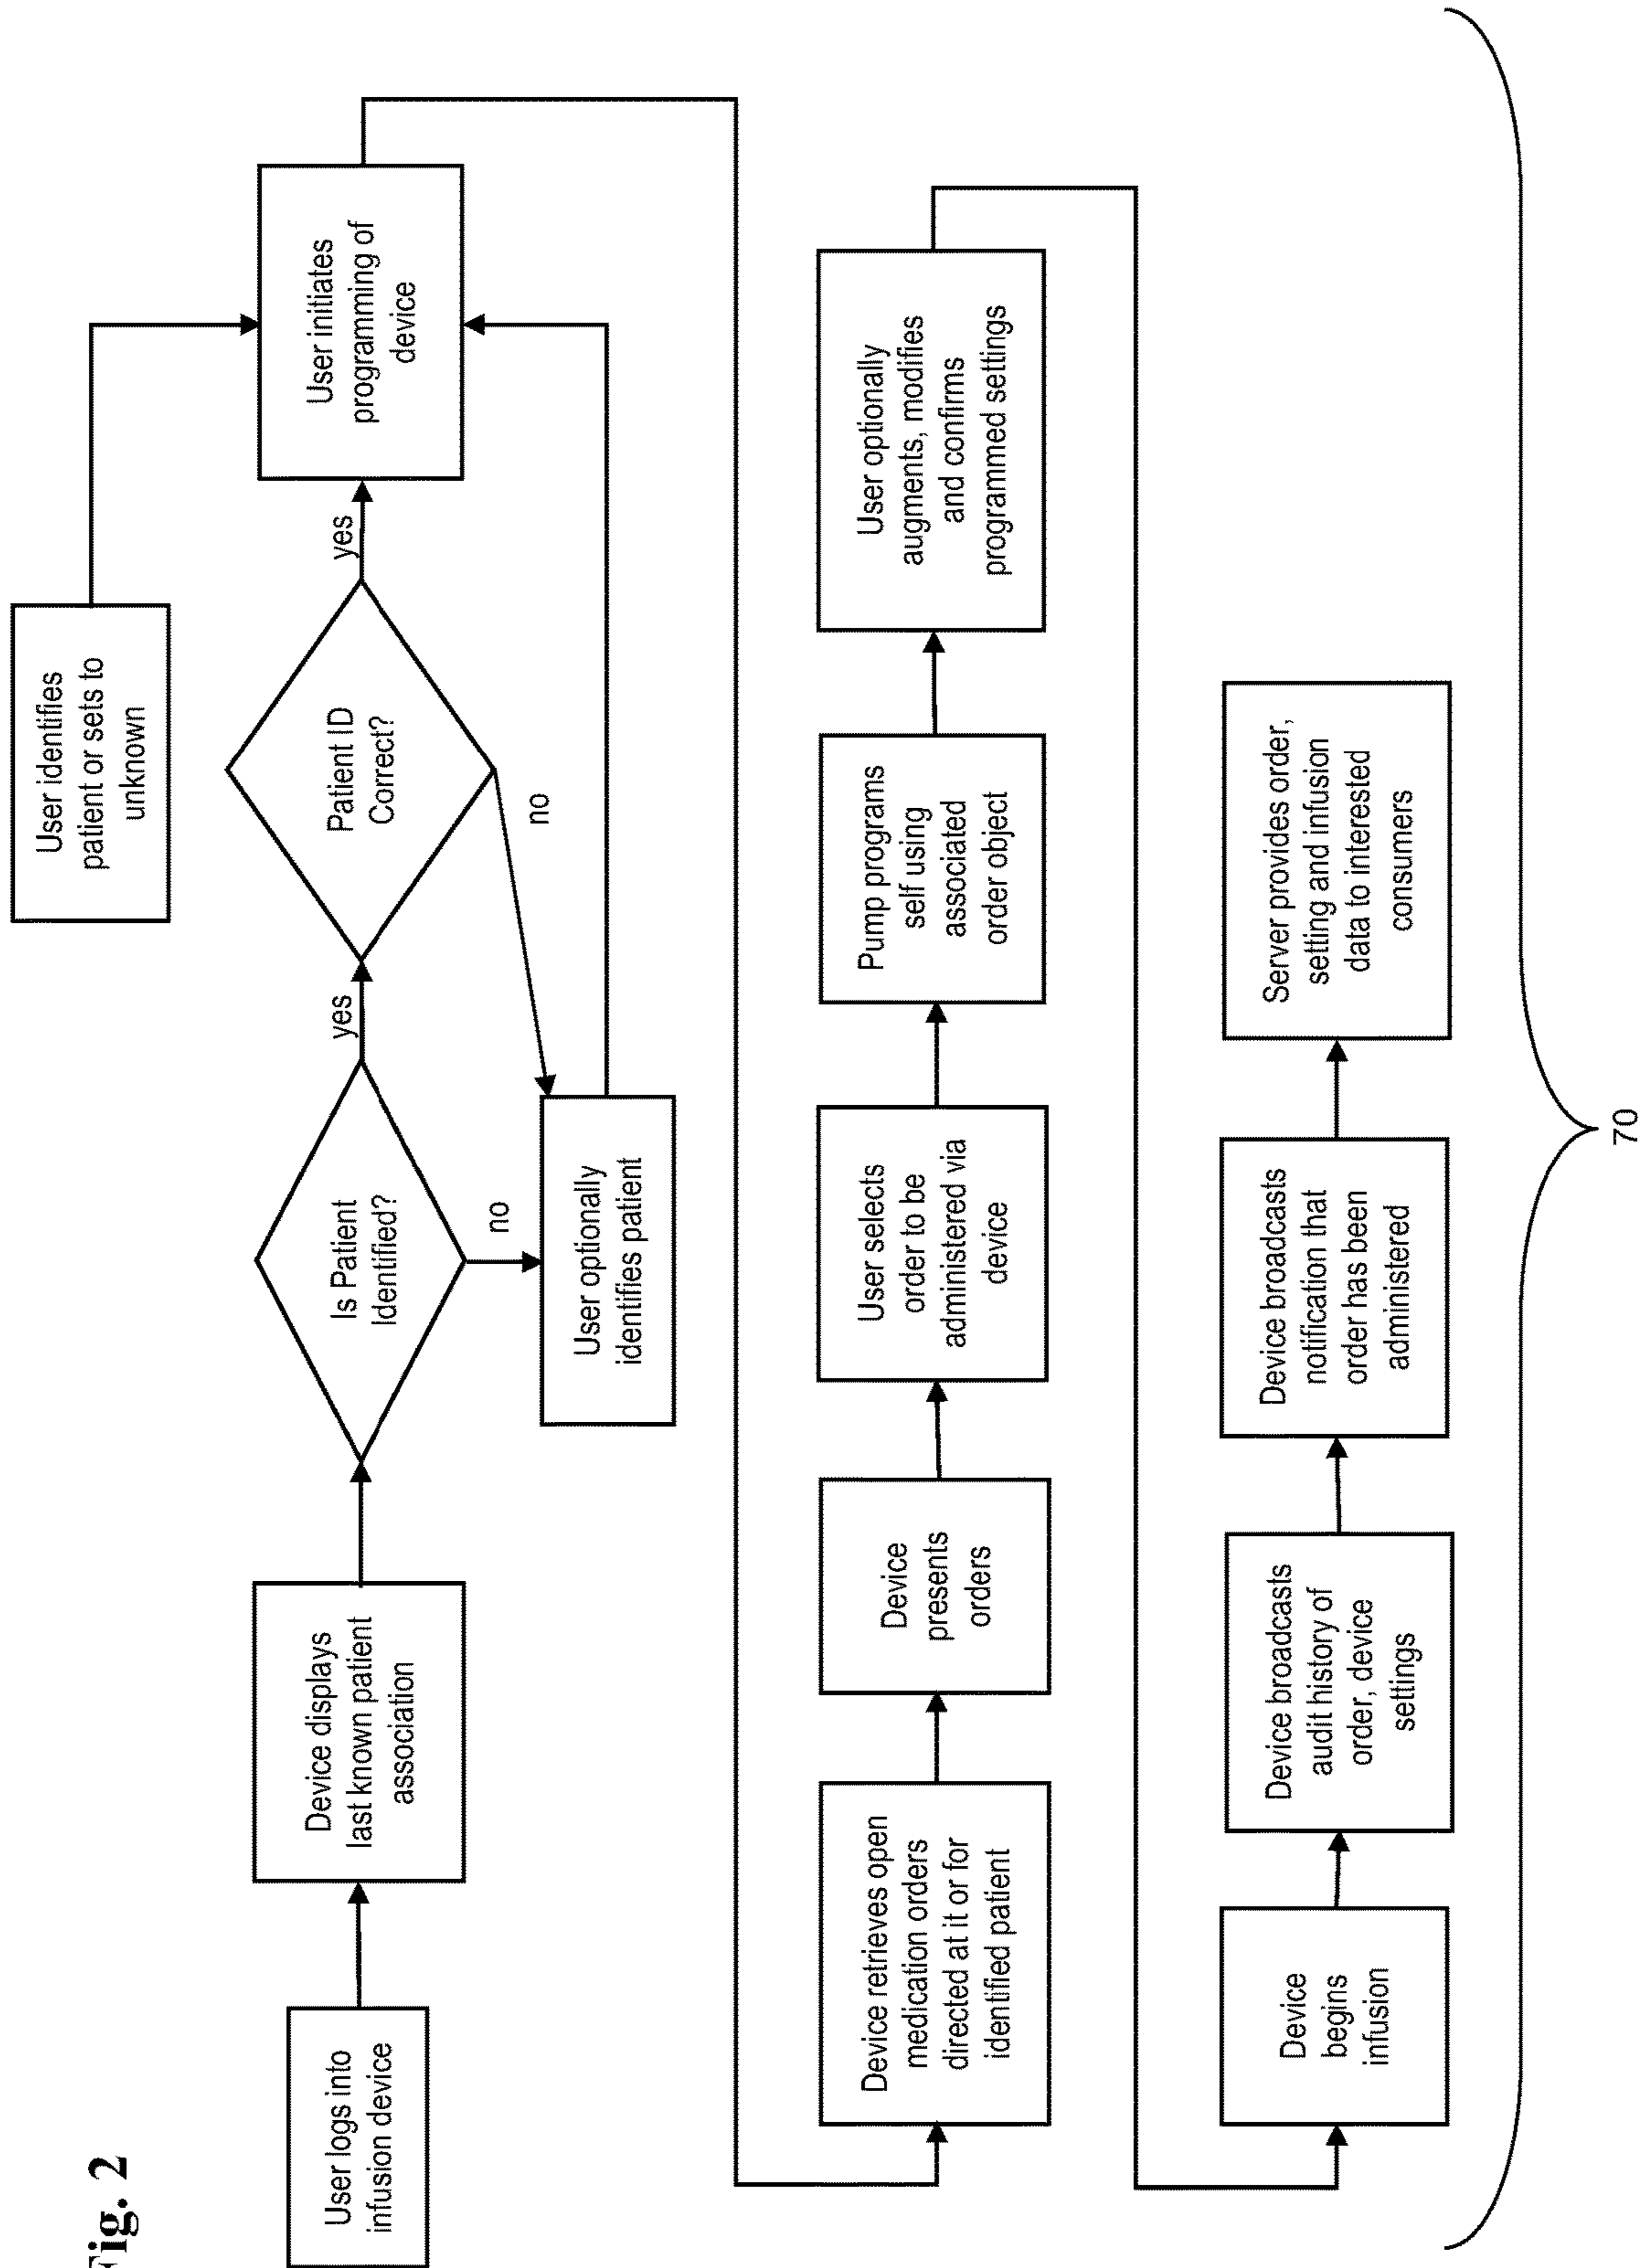 Fig. 2
User logs into
infusion device
Device displays
last known patient
association
Is Patient
Identified?
yes
no
User optionally
identifies patient
Patient ID
Correct?
yes
no
User identifies
patient or sets to
unknown
User initiates
programming of
device
Device retrieves open
medication orders
directed at it or for
identified patient
Device
presents
orders
User selects
order to be
administered via
device
Pump programs
self using
associated
order object
User optionally
augments, modifies
and confirms
programmed settings
Device
begins
infusion
Device broadcasts
audit history of
order, device
settings
Device broadcasts
notification that
order has been
administered
Server provides order,
setting and infusion
data to interested
consumers
70